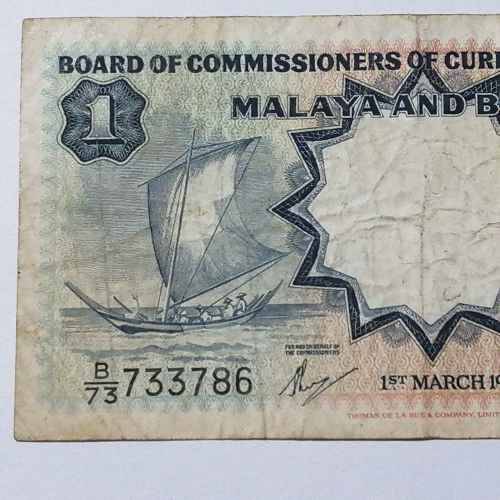 BOARD OF COMMISSIONERS OF CURR
1
MALAYA AND B
FOR AND ON BEHALF OF
THE COMMISSIONERS
B/73 733786
1ST MARCH 19
THOMAS DE LA RUE & COMPANY, LIMIT